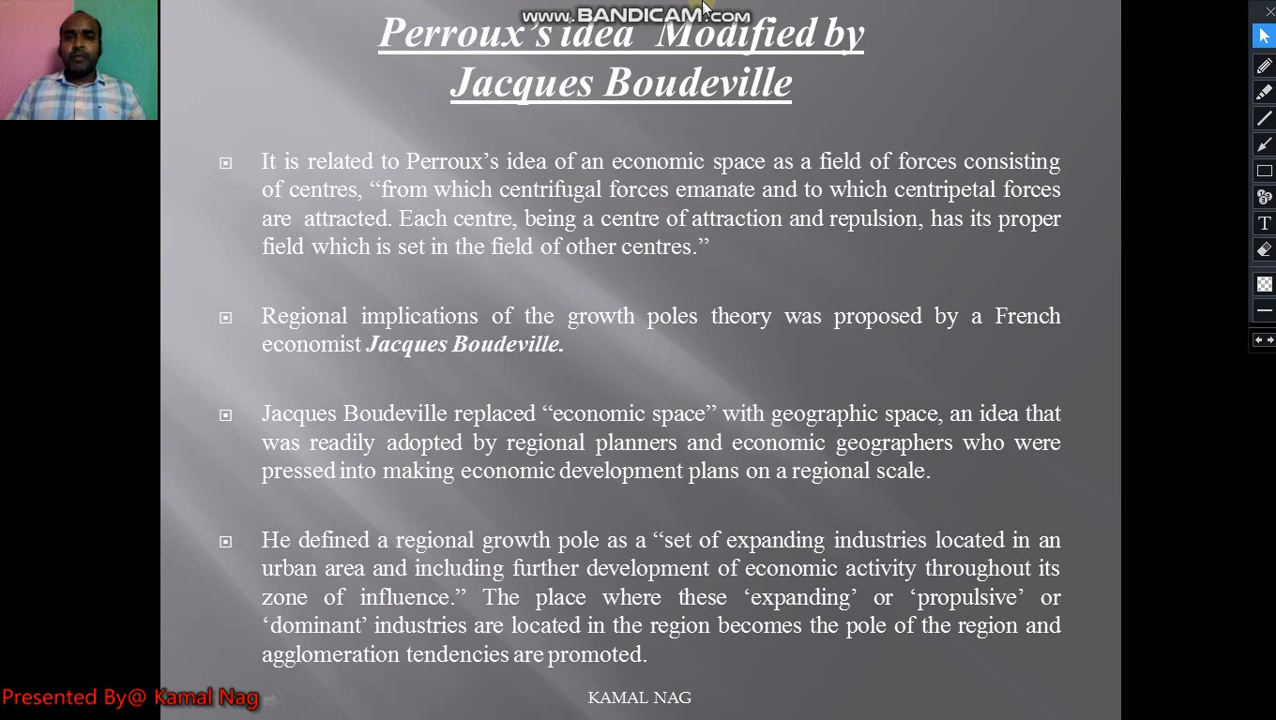 www.BANDICAM.com
Perroux's idea Modified by
Jacques Boudeville
It is related to Perroux's idea of an economic space as a field of forces consisting
of centres, “from which centrifugal forces emanate and to which centripetal forces
are attracted. Each centre, being a centre of attraction and repulsion, has its proper
field which is set in the field of other centres.”
Regional implications of the growth poles theory was proposed by a French
economist Jacques Boudeville.
Jacques Boudeville replaced “economic space” with geographic space, an idea that
was readily adopted by regional planners and economic geographers who were
pressed into making economic development plans on a regional scale.
He defined a regional growth pole as a “set of expanding industries located in an
urban area and including further development of economic activity throughout its
zone of influence.” The place where these ‘expanding’ or ‘propulsive’ or
‘dominant’ industries are located in the region becomes the pole of the region and
agglomeration tendencies are promoted.
Presented By@ Kamal Nag
KAMAL NAG